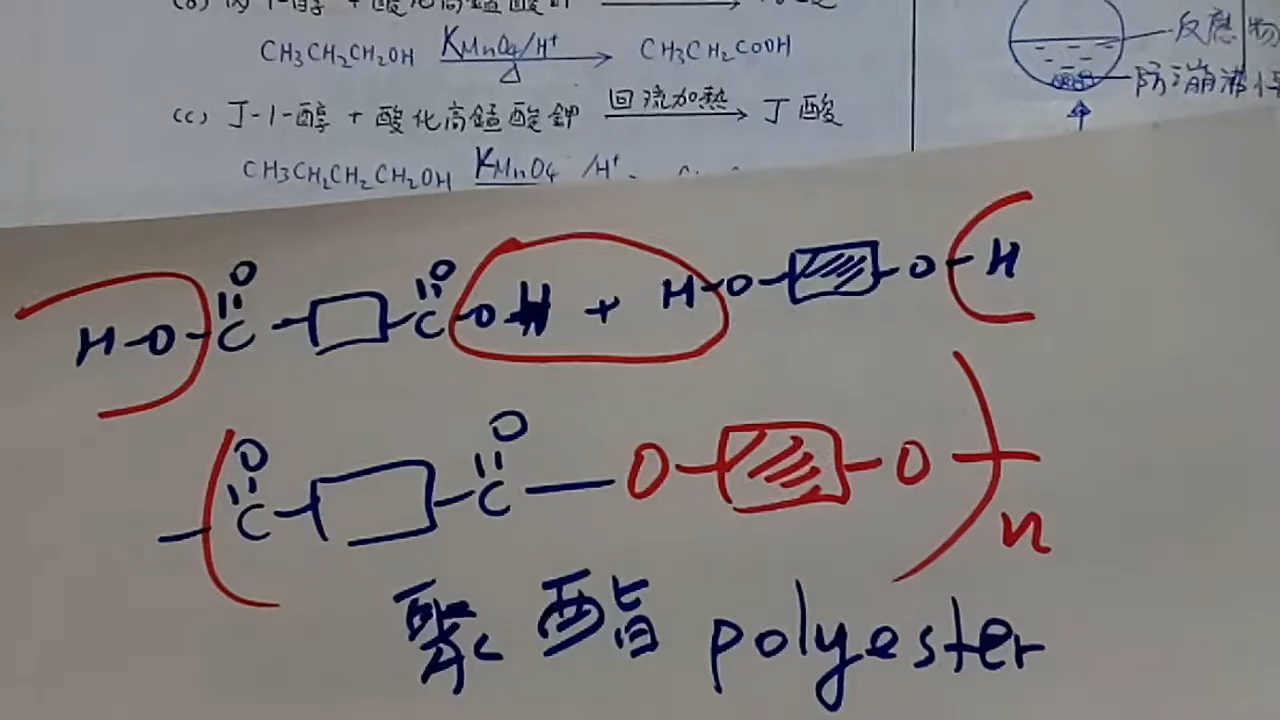 CH3CH2CH2OH KMnO4/H+ △ CH3CH2COOH
反應物
防崩沸
(c) 丁-1-醇 + 酸化高錳酸鉀 回流加熱 丁酸
CH3CH2CH2CH2OH KMnO4 /H+
H-O-C(=O)-□-C(=O)-O-H + H-O-▨-O-H
-(C(=O)-□-C(=O)-O-▨-O)-n
聚酯 polyester